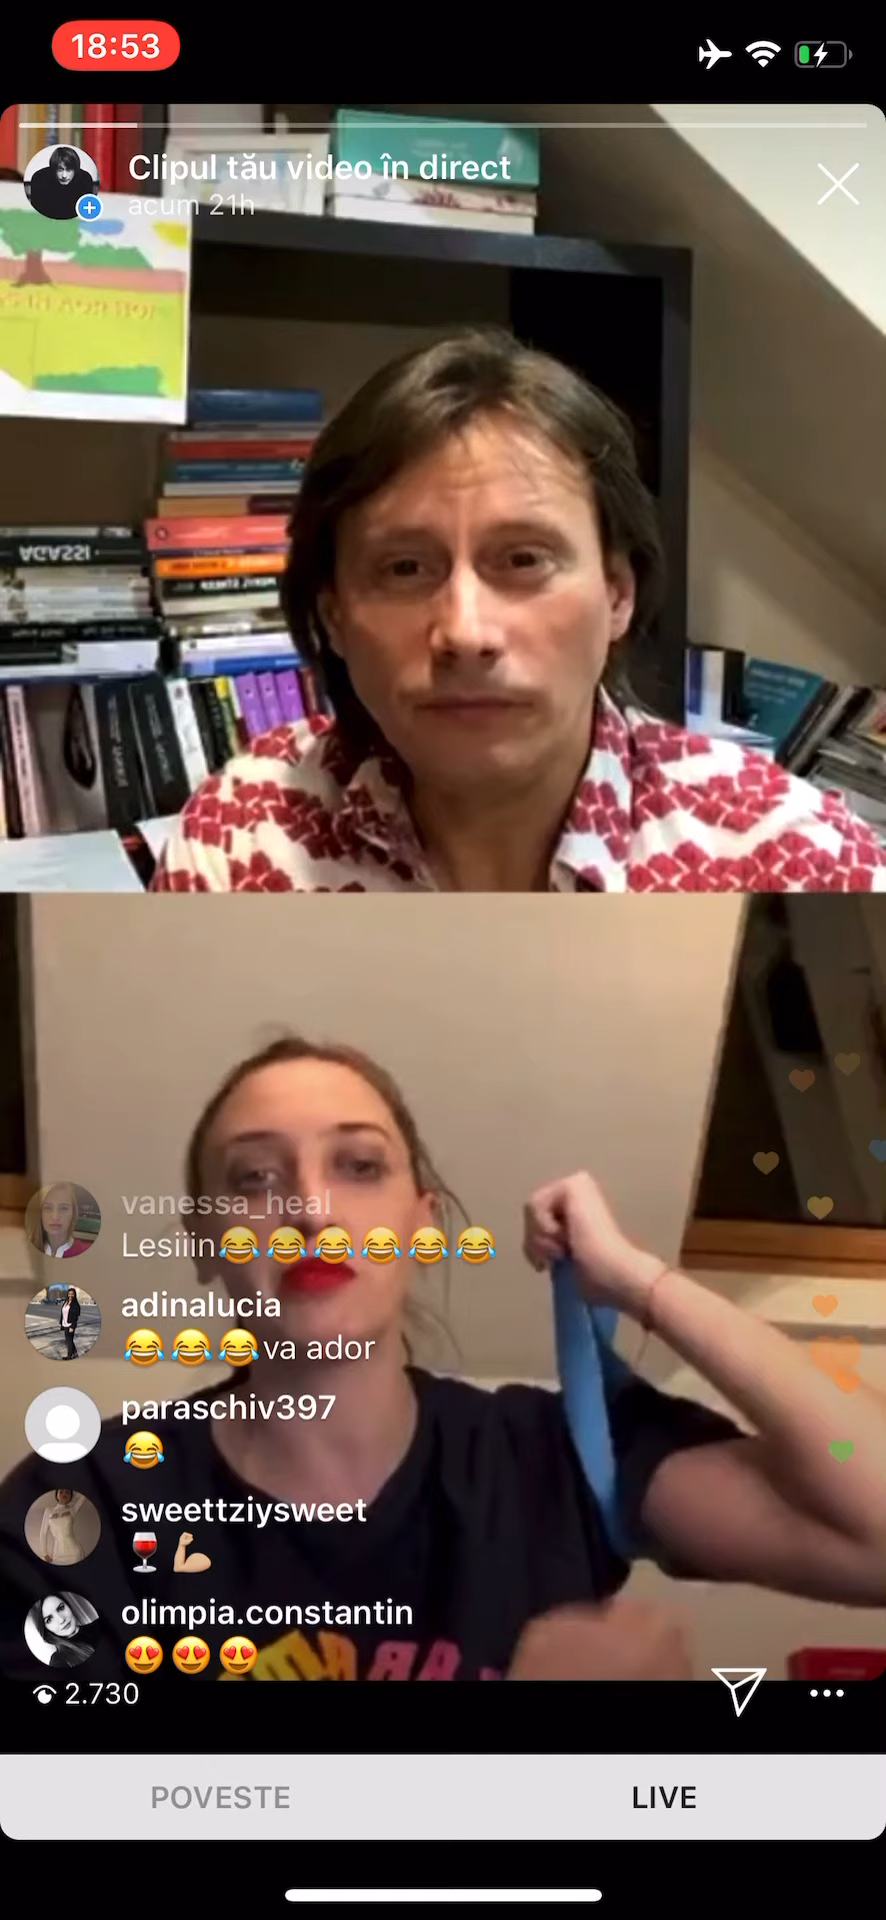 18:53
Clipul tău video în direct
acum 21h
AGASSI
vanessa_heal
Lesiiin😂😂😂😂😂😂
adinalucia
😂😂😂va ador
paraschiv397
😂
sweettziysweet
🍷💪🏼
olimpia.constantin
😍😍😍
2.730
POVESTE
LIVE